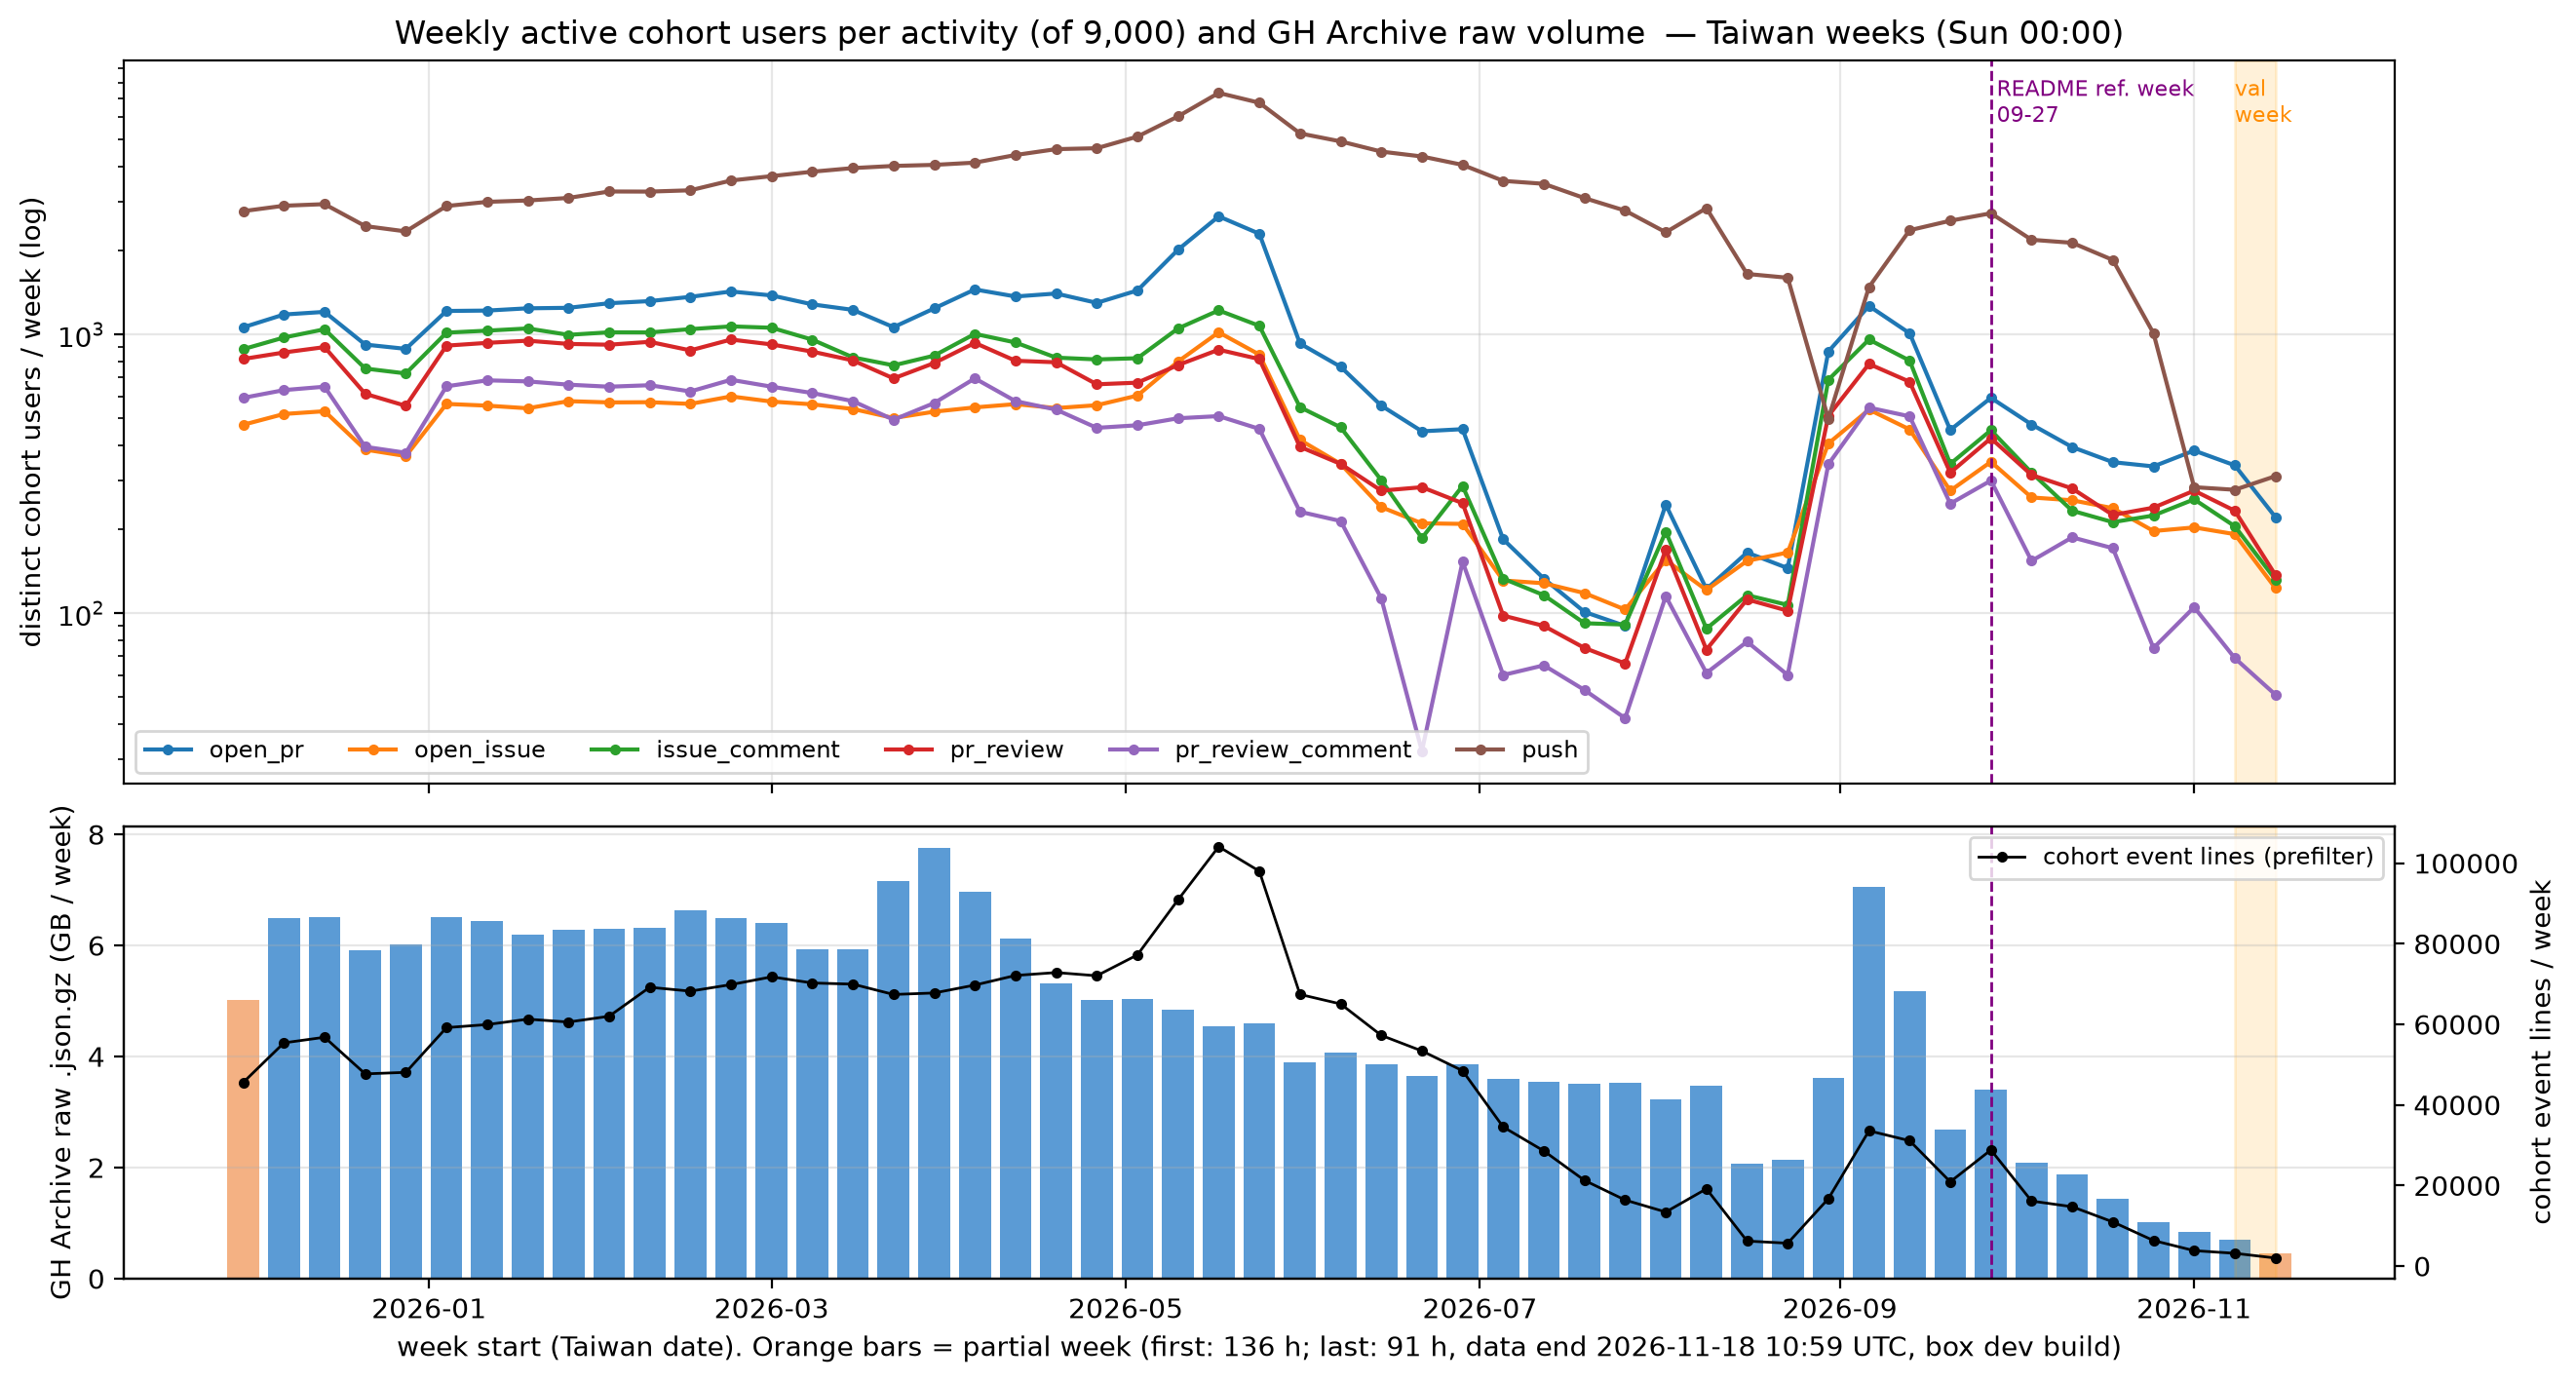 Weekly active cohort users per activity (of 9,000) and GH Archive raw volume — Taiwan weeks (Sun 00:00)
distinct cohort users / week (log)
10³
10²
README ref. week
09-27
val
week
open_pr open_issue issue_comment pr_review pr_review_comment push
GH Archive raw .json.gz (GB / week)
8
6
4
2
0
cohort event lines (prefilter)
100000
80000
60000
40000
20000
0
cohort event lines / week
2026-01 2026-03 2026-05 2026-07 2026-09 2026-11
week start (Taiwan date). Orange bars = partial week (first: 136 h; last: 91 h, data end 2026-11-18 10:59 UTC, box dev build)